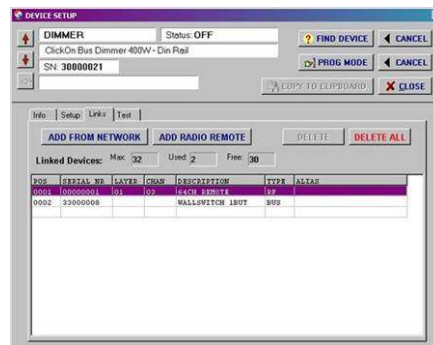 DEVICE SETUP
DIMMER Status: OFF
ClickOn Bus Dimmer 400W - Din Rail
SN: 30000021
? FIND DEVICE
CANCEL
PROG MODE
CANCEL
COPY TO CLIPBOARD
X CLOSE
Info Setup Links Test
ADD FROM NETWORK ADD RADIO REMOTE DELETE DELETE ALL
Linked Devices: Max: 32 Used: 2 Free: 30
POS SERIAL NR LAYER CHAN DESCRIPTION TYPE ALIAS
0001 00000001 01 03 64CH REMOTE RF
0002 33000008 WALLSWITCH 1BUT BUS